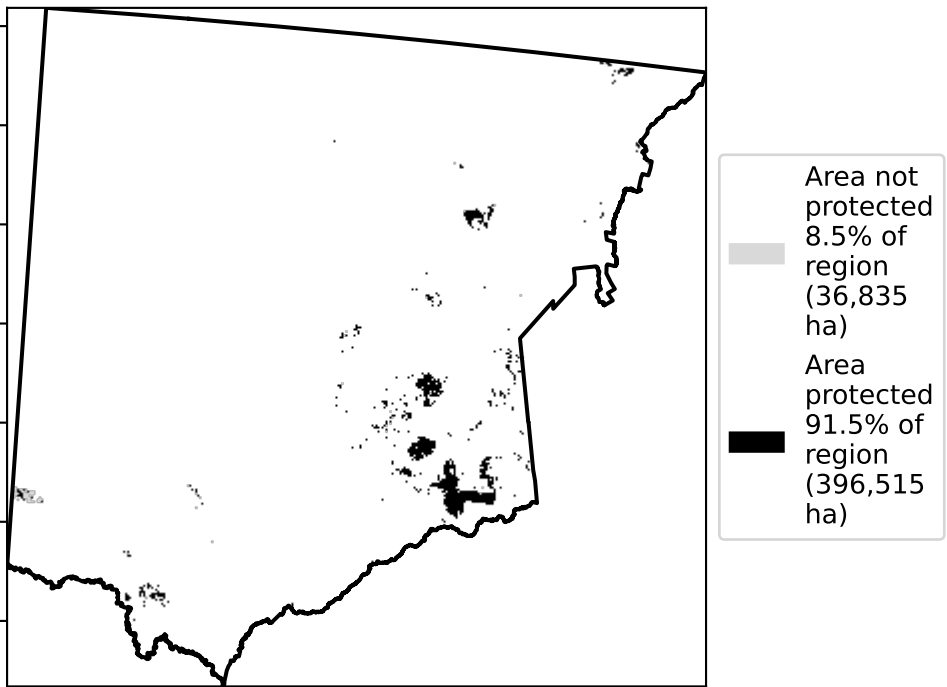 Area not
protected
8.5% of
region
(36,835
ha)
Area
protected
91.5% of
region
(396,515
ha)